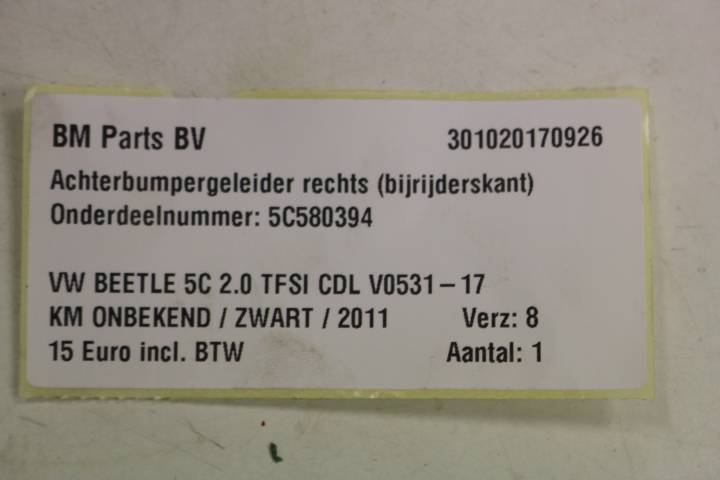 BM Parts BV 301020170926
Achterbumpergeleider rechts (bijrijderskant)
Onderdeelnummer: 5C580394
VW BEETLE 5C 2.0 TFSI CDL V0531-17
KM ONBEKEND / ZWART / 2011 Verz: 8
15 Euro incl. BTW Aantal: 1